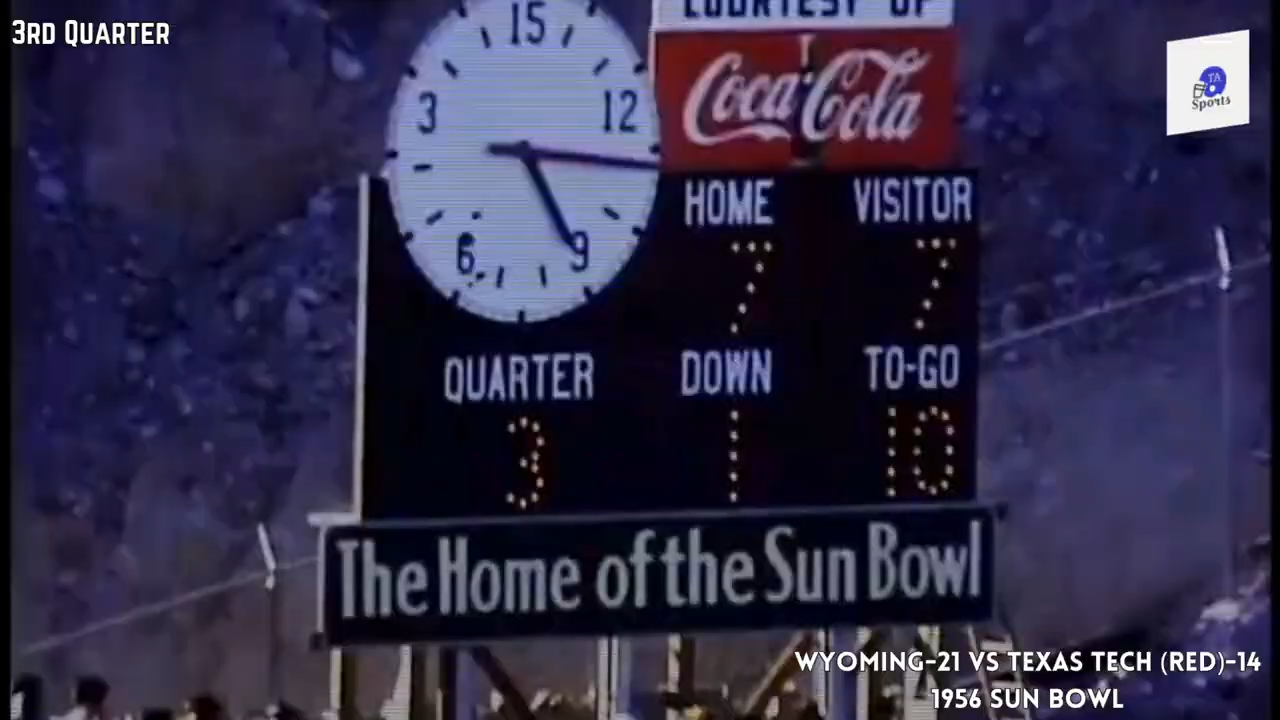 3RD QUARTER
COURTESY OF
Coca-Cola
TA
Sports
15
3
12
6
9
HOME VISITOR
7 7
QUARTER DOWN TO-GO
3 1 10
The Home of the Sun Bowl
WYOMING-21 VS TEXAS TECH (RED)-14
1956 SUN BOWL